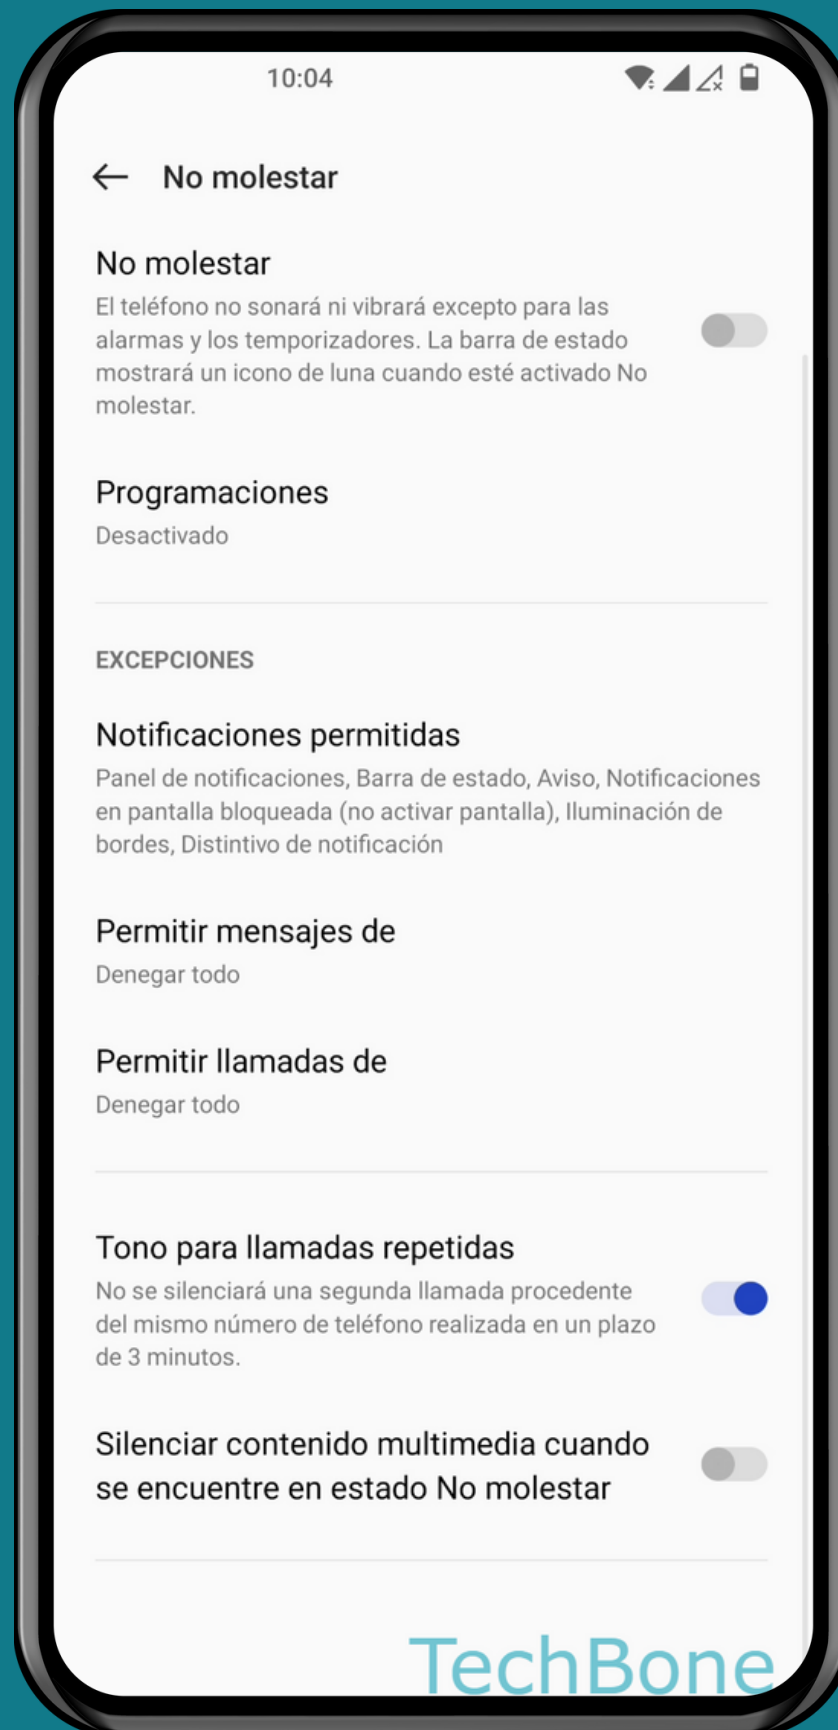 10:04
No molestar
No molestar
El teléfono no sonará ni vibrará excepto para las
alarmas y los temporizadores. La barra de estado
mostrará un icono de luna cuando esté activado No
molestar.
Programaciones
Desactivado
EXCEPCIONES
Notificaciones permitidas
Panel de notificaciones, Barra de estado, Aviso, Notificaciones
en pantalla bloqueada (no activar pantalla), Iluminación de
bordes, Distintivo de notificación
Permitir mensajes de
Denegar todo
Permitir llamadas de
Denegar todo
Tono para llamadas repetidas
No se silenciará una segunda llamada procedente
del mismo número de teléfono realizada en un plazo
de 3 minutos.
Silenciar contenido multimedia cuando
se encuentre en estado No molestar
TechBone